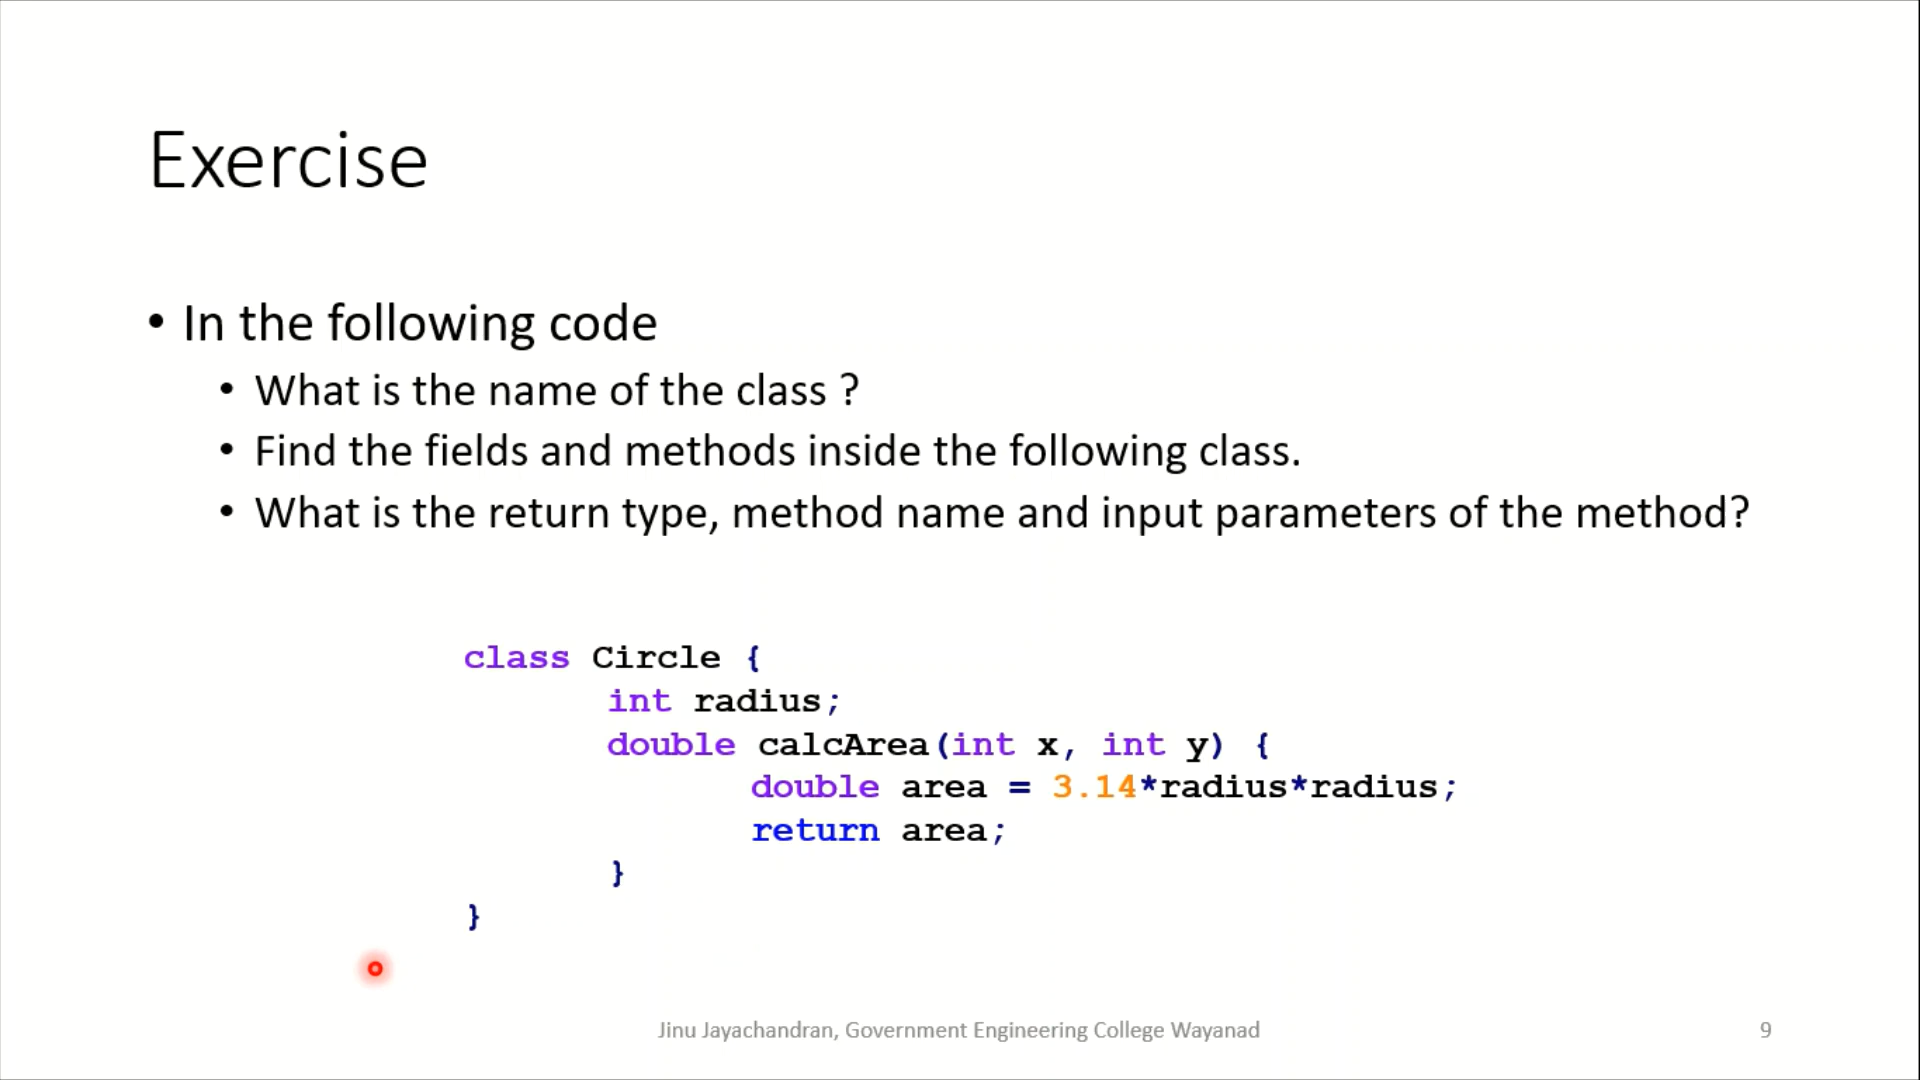 Exercise
• In the following code
• What is the name of the class ?
• Find the fields and methods inside the following class.
• What is the return type, method name and input parameters of the method?
class Circle {
int radius;
double calcArea(int x, int y) {
double area = 3.14*radius*radius;
return area;
}
}
Jinu Jayachandran, Government Engineering College Wayanad
9